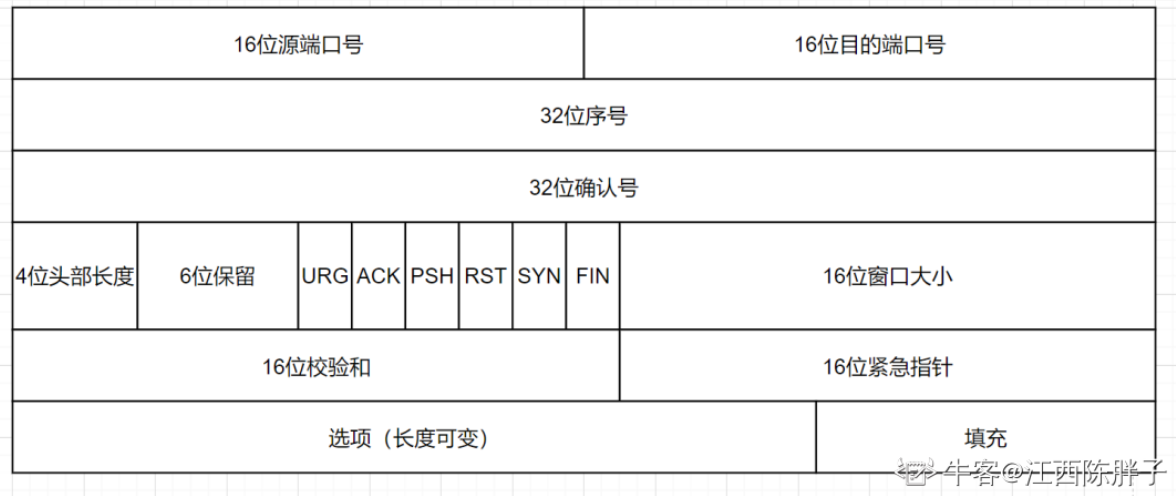 16位源端口号 16位目的端口号
32位序号
32位确认号
4位头部长度 6位保留 URG ACK PSH RST SYN FIN 16位窗口大小
16位校验和 16位紧急指针
选项（长度可变） 填充
牛客@江西陈胖子